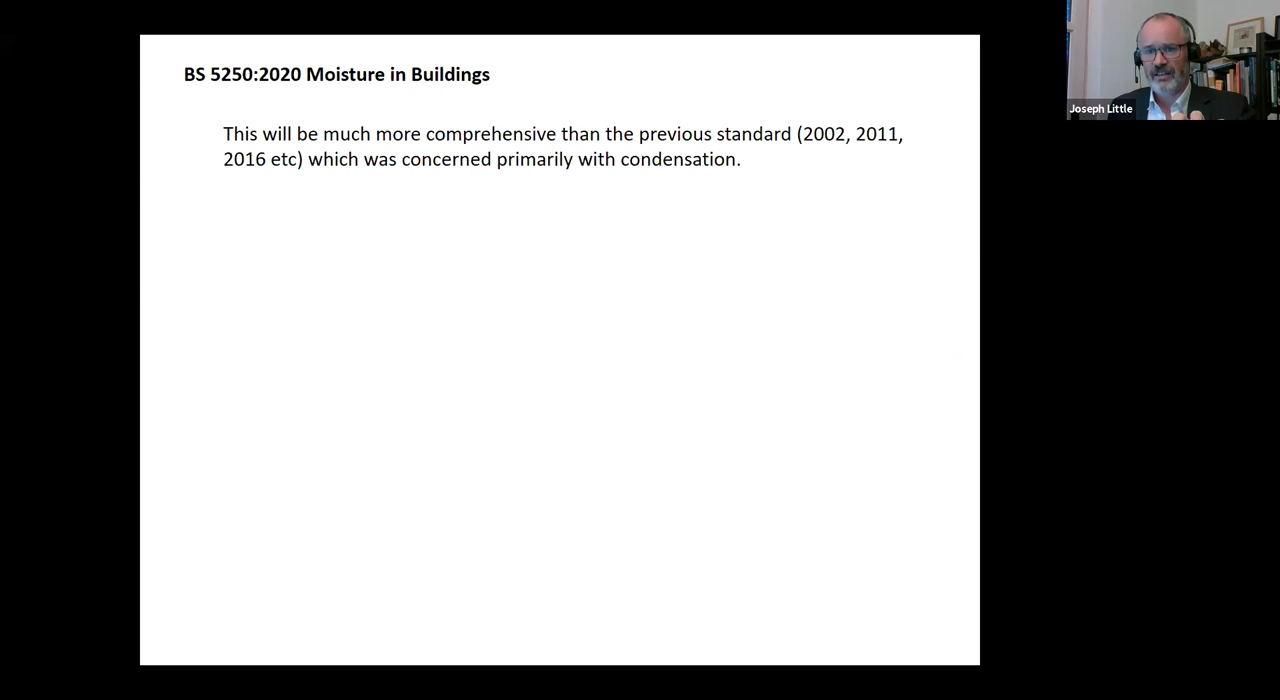 BS 5250:2020 Moisture in Buildings
This will be much more comprehensive than the previous standard (2002, 2011,
2016 etc) which was concerned primarily with condensation.
Joseph Little